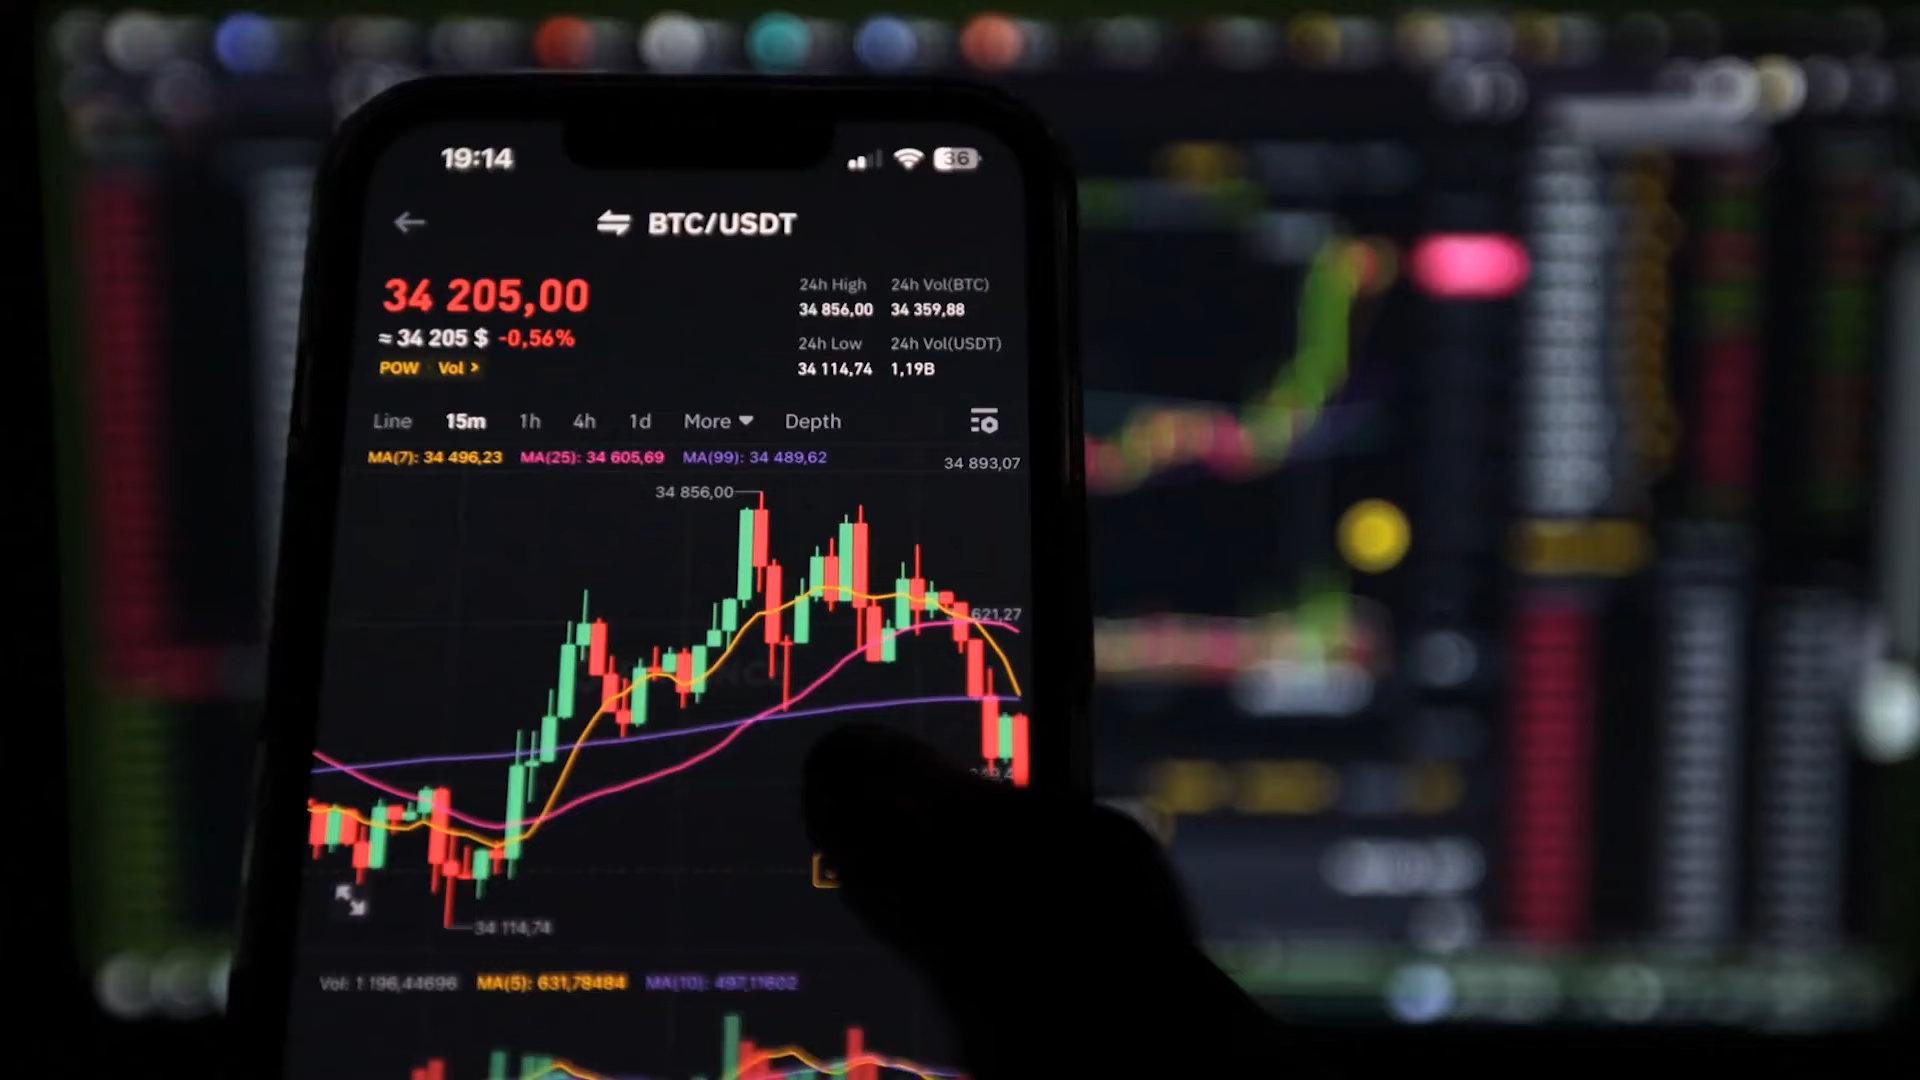 19:14 36
BTC/USDT
34 205,00
≈ 34 205 $ -0,56%
POW Vol >
24h High 24h Vol(BTC)
34 856,00 34 359,88
24h Low 24h Vol(USDT)
34 114,74 1,19B
Line 15m 1h 4h 1d More Depth
MA(7): 34 496,23 MA(25): 34 605,69 MA(99): 34 489,62
34 893,07
34 856,00
621,27
34 114,74
Vol: 1 196,44696 MA(5): 631,78484 MA(10): 497,11602